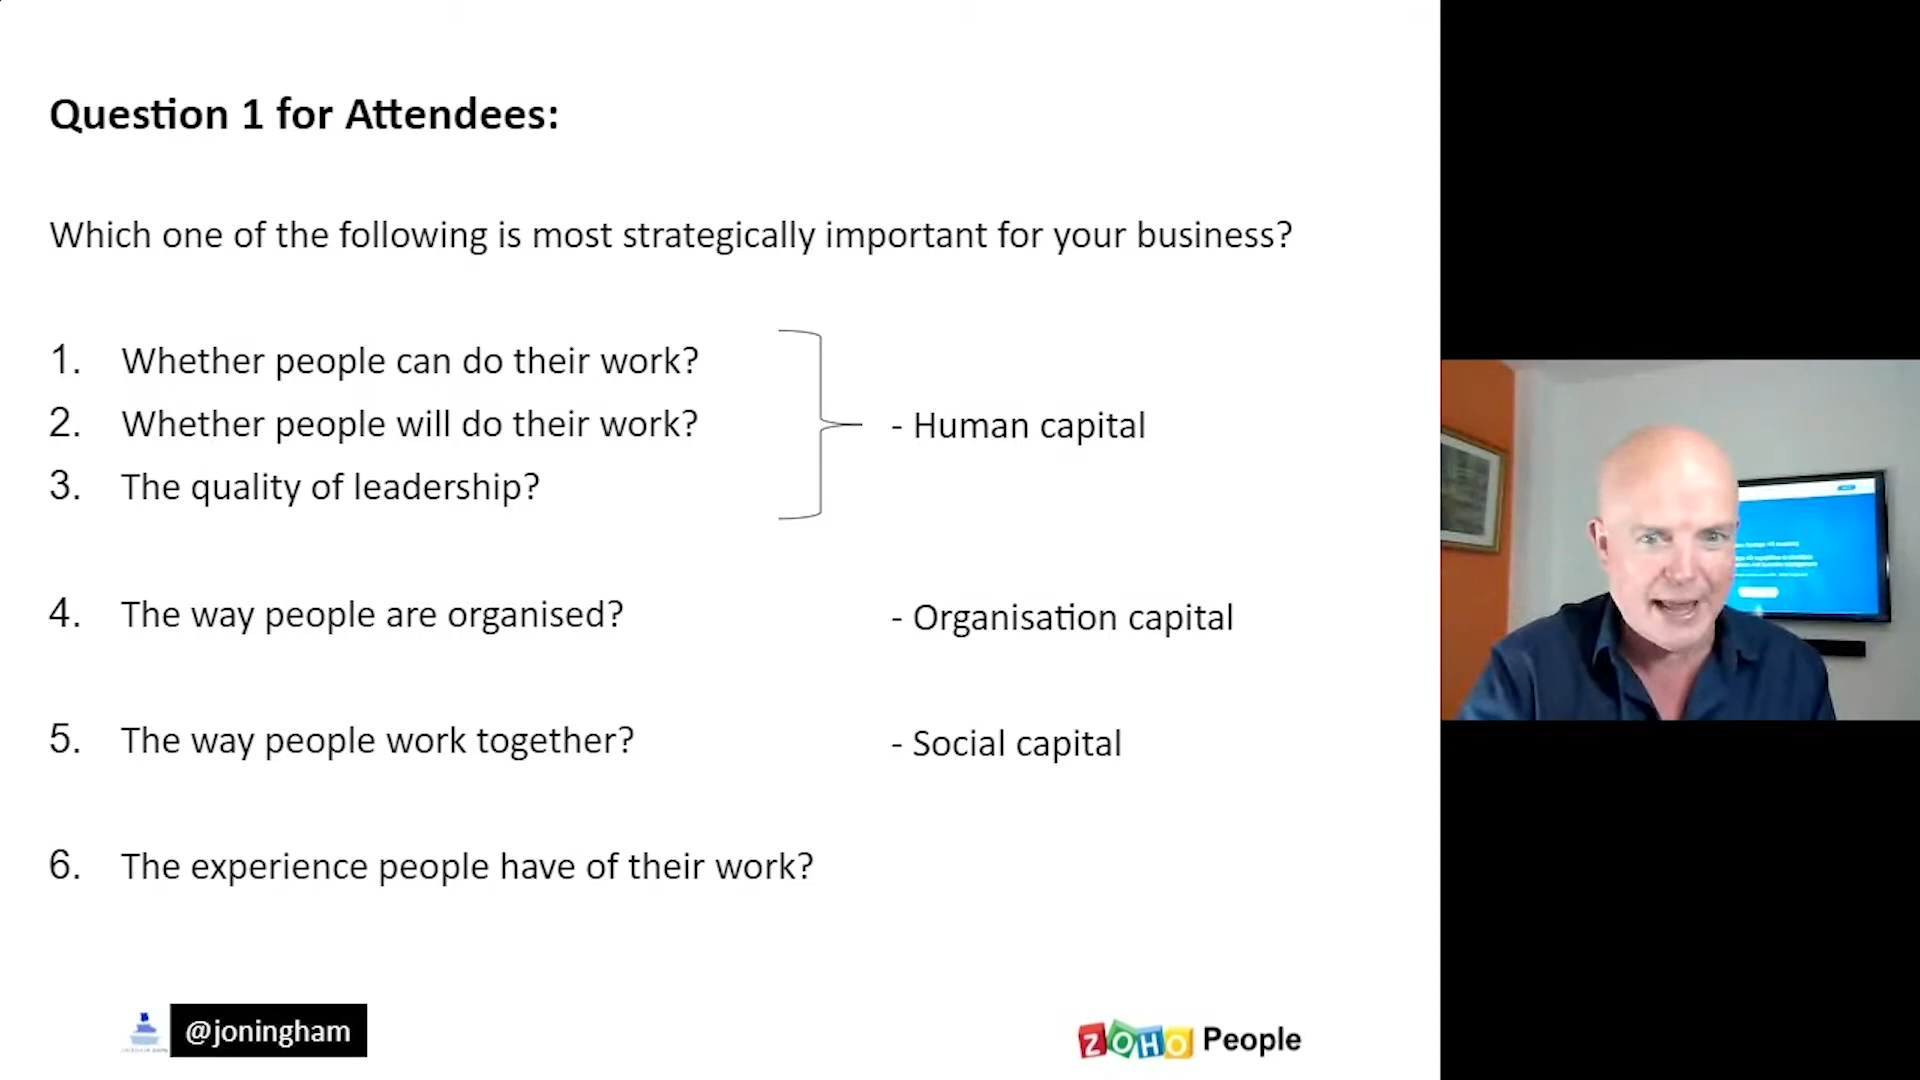 Question 1 for Attendees:
Which one of the following is most strategically important for your business?
1. Whether people can do their work?
2. Whether people will do their work?
3. The quality of leadership?
- Human capital
4. The way people are organised?
- Organisation capital
5. The way people work together?
- Social capital
6. The experience people have of their work?
@joningham
ZOHO People